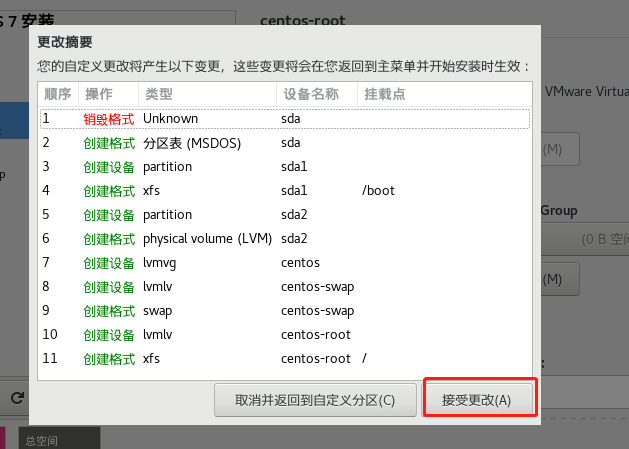 S 7 安装
centos-root
更改摘要
您的自定义更改将产生以下变更，这些变更将会在您返回到主菜单并开始安装时生效：
顺序 操作 类型 设备名称 挂载点
1 销毁格式 Unknown sda
2 创建格式 分区表 (MSDOS) sda
3 创建设备 partition sda1
4 创建格式 xfs sda1 /boot
5 创建设备 partition sda2
6 创建格式 physical volume (LVM) sda2
7 创建设备 lvmvg centos
8 创建设备 lvmlv centos-swap
9 创建格式 swap centos-swap
10 创建设备 lvmlv centos-root
11 创建格式 xfs centos-root /
VMware Virtua
(M)
Group
(0 B 空闲
(M)
取消并返回到自定义分区(C)
接受更改(A)
总空间